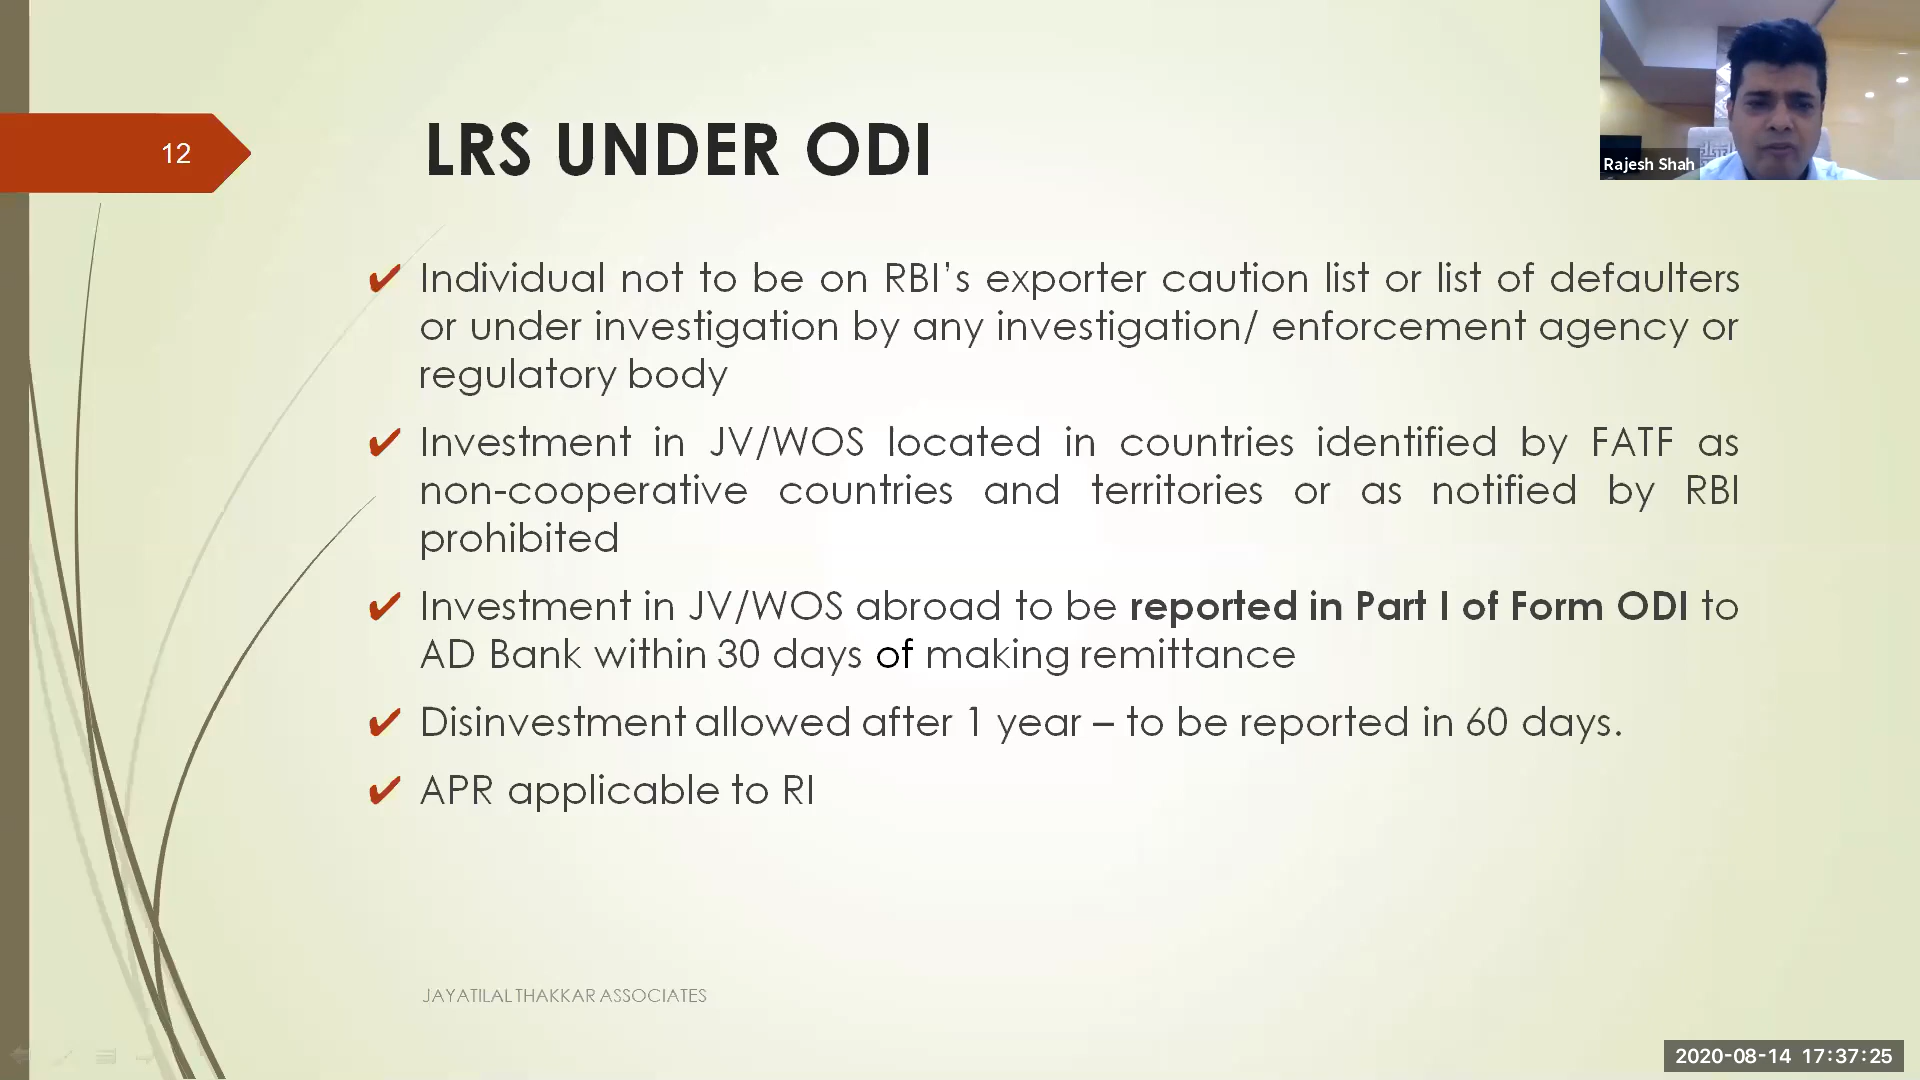 12
LRS UNDER ODI
Rajesh Shah
✔ Individual not to be on RBI’s exporter caution list or list of defaulters
or under investigation by any investigation/ enforcement agency or
regulatory body
✔ Investment in JV/WOS located in countries identified by FATF as
non-cooperative countries and territories or as notified by RBI
prohibited
✔ Investment in JV/WOS abroad to be reported in Part I of Form ODI to
AD Bank within 30 days of making remittance
✔ Disinvestment allowed after 1 year – to be reported in 60 days.
✔ APR applicable to RI
JAYATILAL THAKKAR ASSOCIATES
2020-08-14 17:37:25